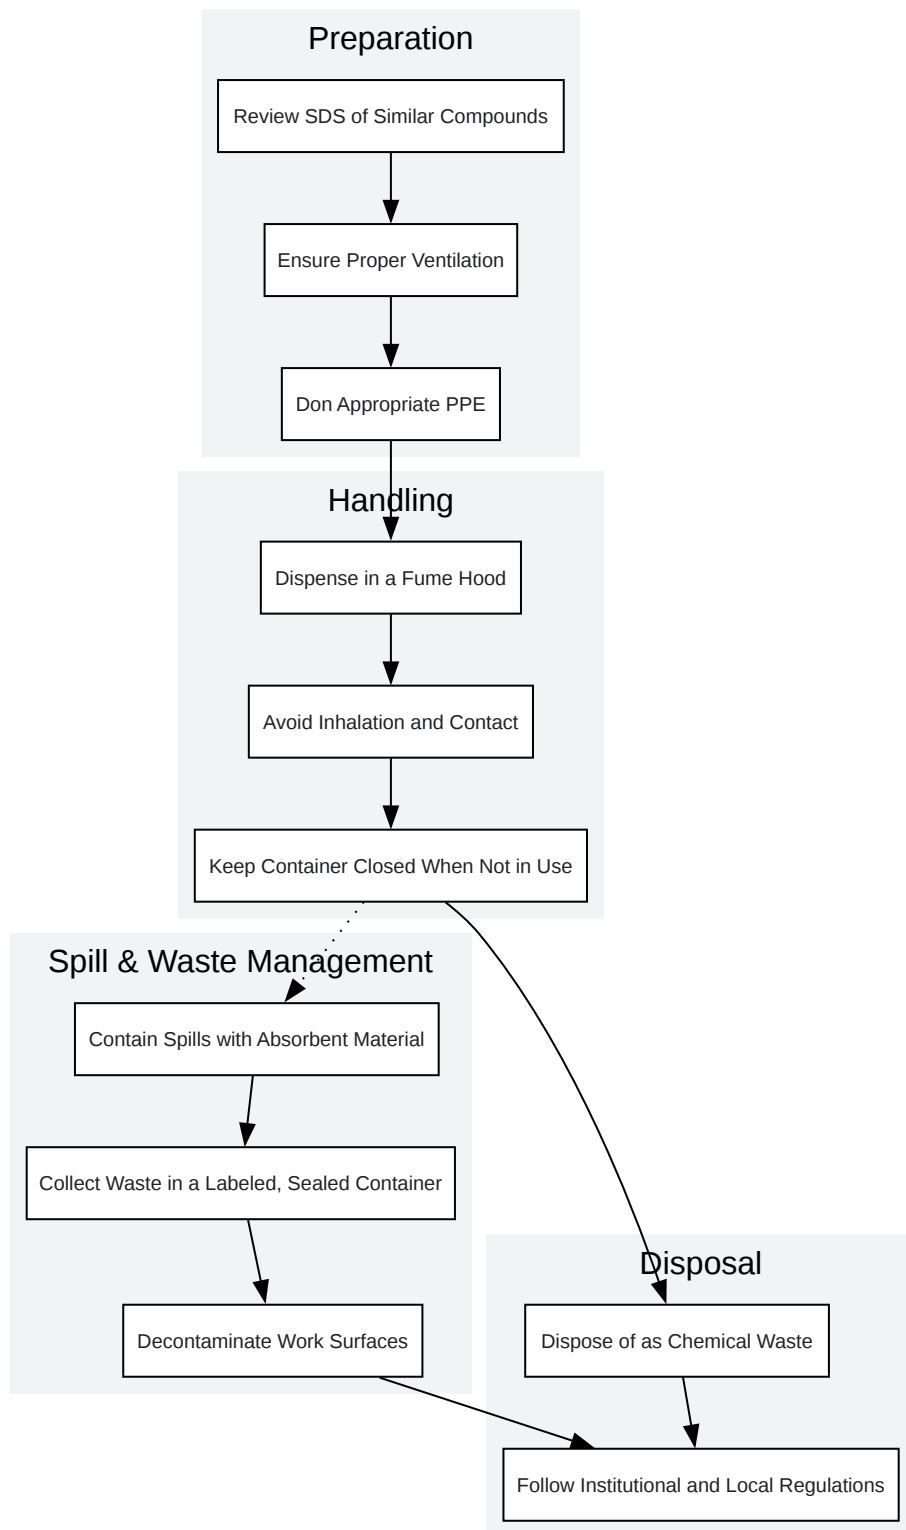 Preparation
Review SDS of Similar Compounds
Ensure Proper Ventilation
Don Appropriate PPE
Handling
Dispense in a Fume Hood
Avoid Inhalation and Contact
Keep Container Closed When Not in Use
Spill & Waste Management
Contain Spills with Absorbent Material
Collect Waste in a Labeled, Sealed Container
Decontaminate Work Surfaces
Disposal
Dispose of as Chemical Waste
Follow Institutional and Local Regulations